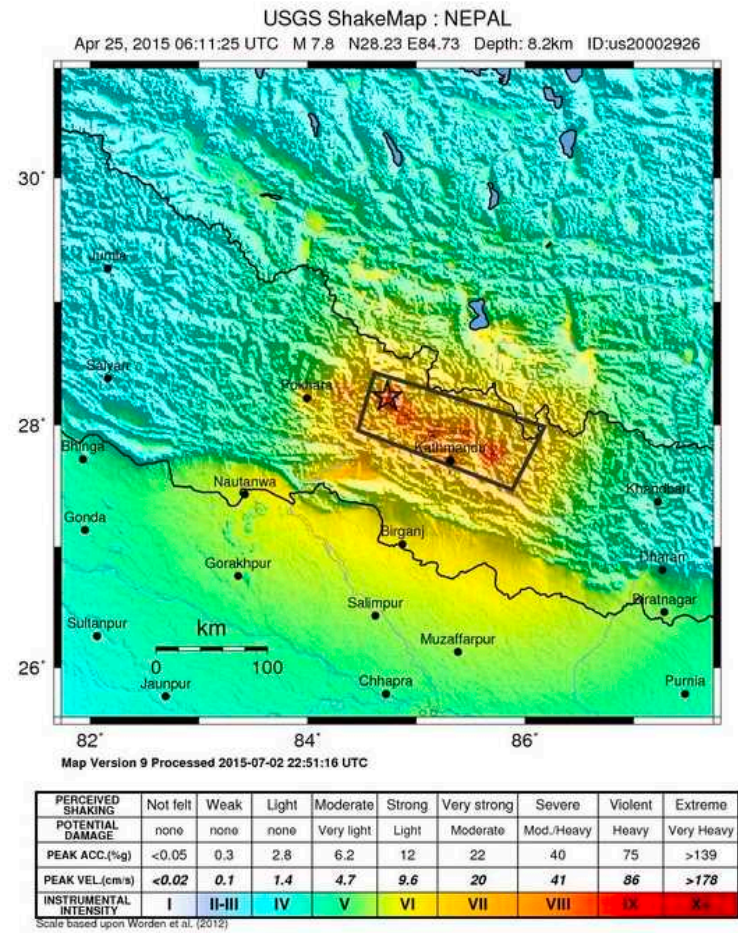 USGS ShakeMap : NEPAL
Apr 25, 2015 06:11:25 UTC M 7.8 N28.23 E84.73 Depth: 8.2km ID:us20002926
30˚
Jumla
Salyan
Pokhara
28˚
Kathmandu
Bhinga
Nautanwa
Khandbari
Gonda
Birganj
Gorakhpur
Dharan
Salimpur
Biratnagar
Sultanpur
km
Muzaffarpur
0 100
26˚
Jaunpur
Chhapra
Purnia
82˚ 84˚ 86˚
Map Version 9 Processed 2015-07-02 22:51:16 UTC
PERCEIVED SHAKING Not felt Weak Light Moderate Strong Very strong Severe Violent Extreme
POTENTIAL DAMAGE none none none Very light Light Moderate Mod./Heavy Heavy Very Heavy
PEAK ACC.(%g) <0.05 0.3 2.8 6.2 12 22 40 75 >139
PEAK VEL.(cm/s) <0.02 0.1 1.4 4.7 9.6 20 41 86 >178
INSTRUMENTAL INTENSITY I II-III IV V VI VII VIII IX X+
Scale based upon Worden et al. (2012)